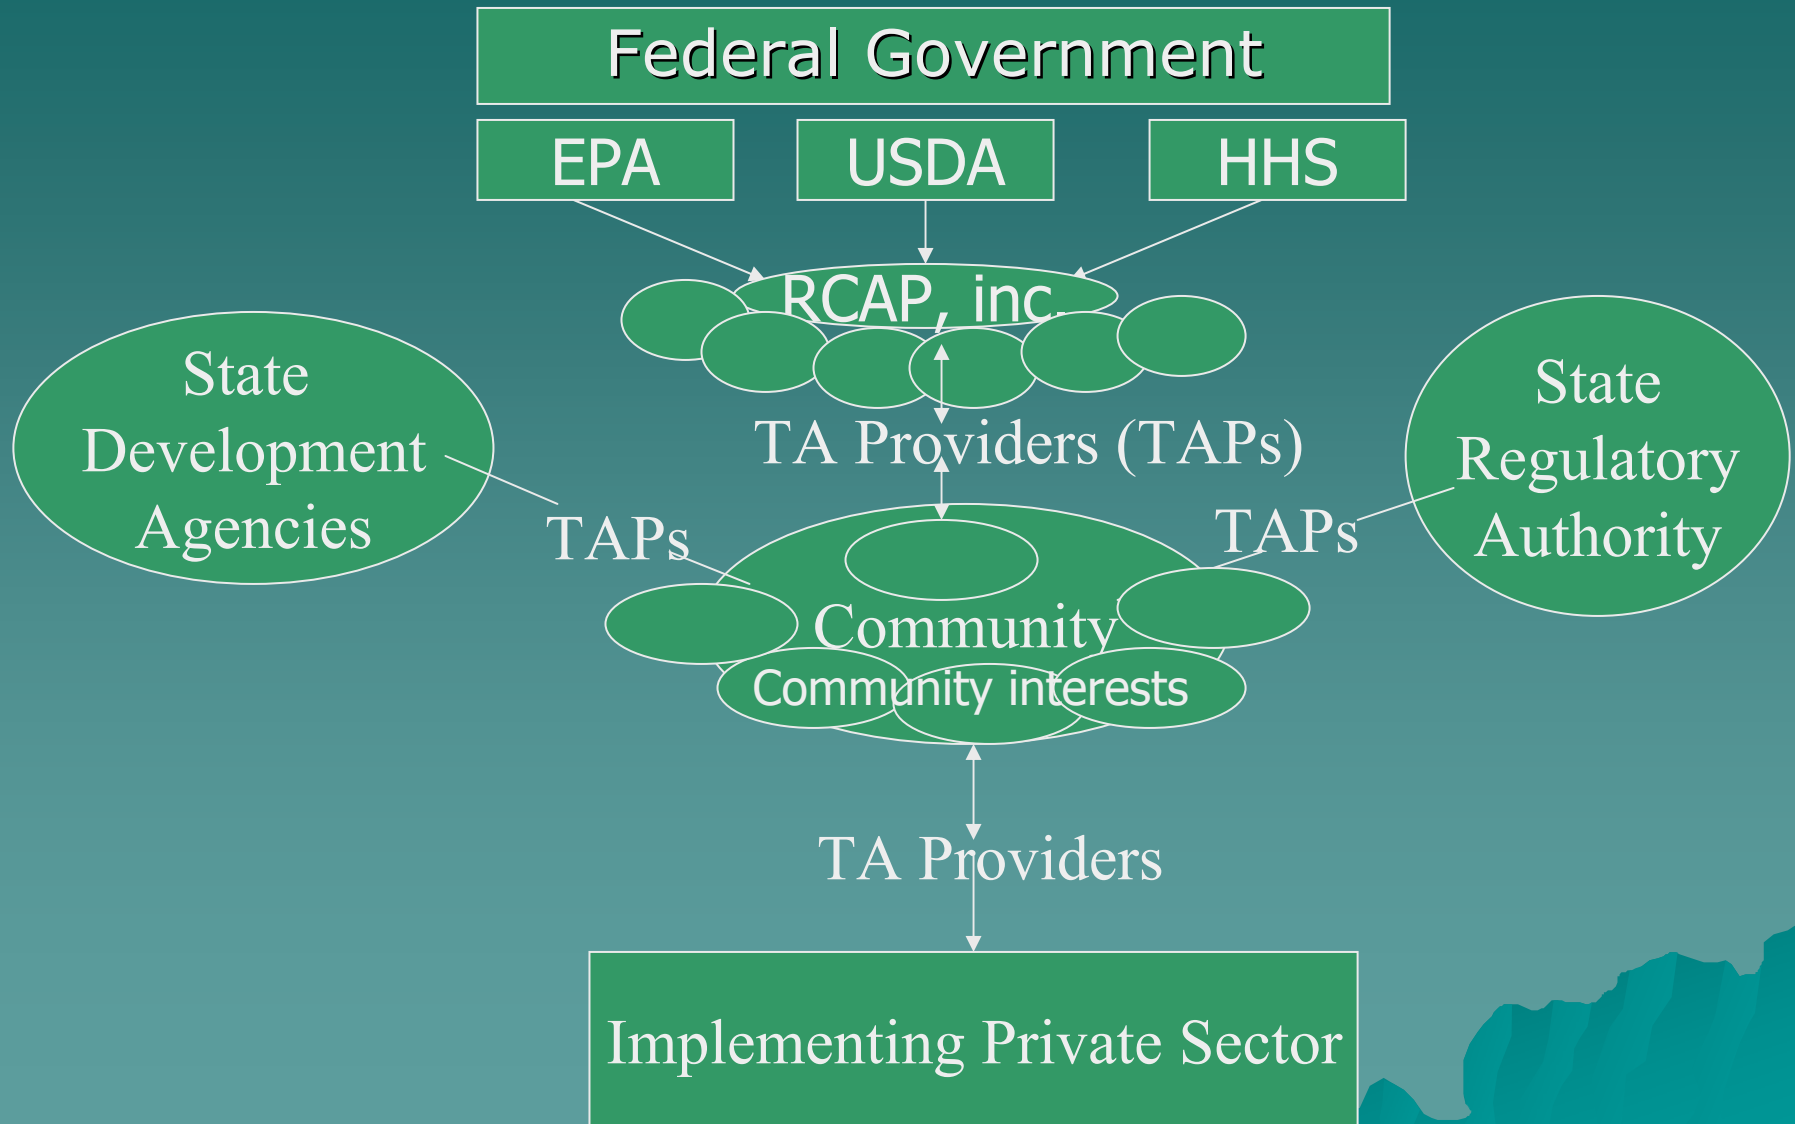 Federal Government
EPA
USDA
HHS
RCAP, inc.
State
Development
Agencies
State
Regulatory
Authority
TA Providers (TAPs)
TAPs
TAPs
Community
Community interests
TA Providers
Implementing Private Sector